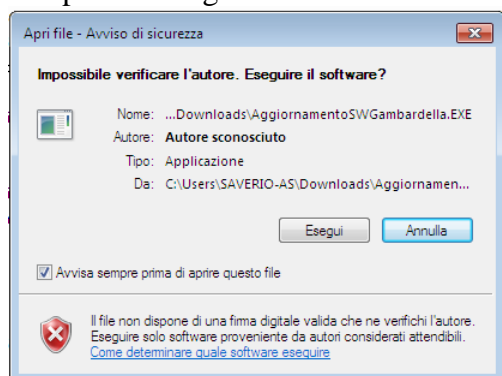 Apri file - Avviso di sicurezza
Impossibile verificare l'autore. Eseguire il software?
Nome: ...Downloads\AggiornamentoSWGambardella.EXE
Autore: Autore sconosciuto
Tipo: Applicazione
Da: C:\Users\SAVERIO-AS\Downloads\Aggiornamen...
Esegui Annulla
Avvisa sempre prima di aprire questo file
Il file non dispone di una firma digitale valida che ne verifichi l'autore.
Eseguire solo software proveniente da autori considerati attendibili.
Come determinare quale software eseguire